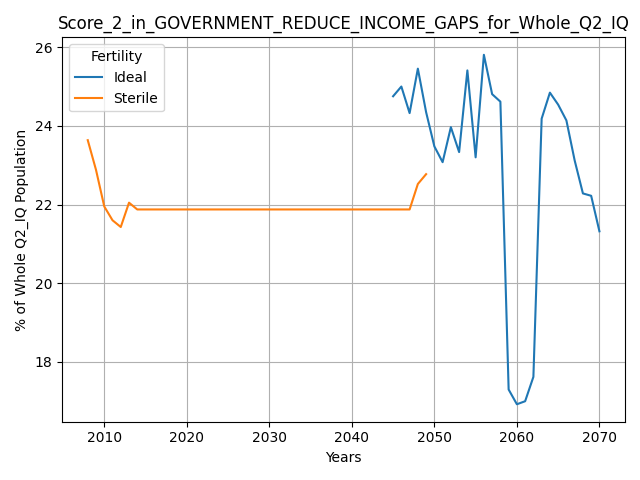 Score_2_in_GOVERNMENT_REDUCE_INCOME_GAPS_for_Whole_Q2_IQ
Fertility
Ideal
Sterile
% of Whole Q2_IQ Population
26
24
22
20
18
2010
2020
2030
2040
2050
2060
2070
Years